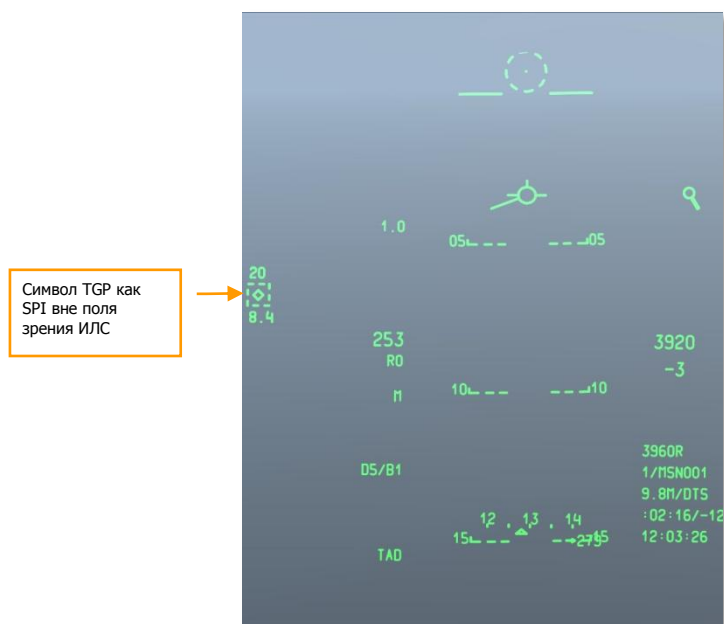 1.0
05 05
Символ TGP как
SPI вне поля
зрения ИЛС
20
8.4
253
RO
3920
-3
M
10 10
3960R
1/MSN001
D5/B1
9.8M/DTS
12 13 14
:02:16/-12
15 15
12:03:26
TAD